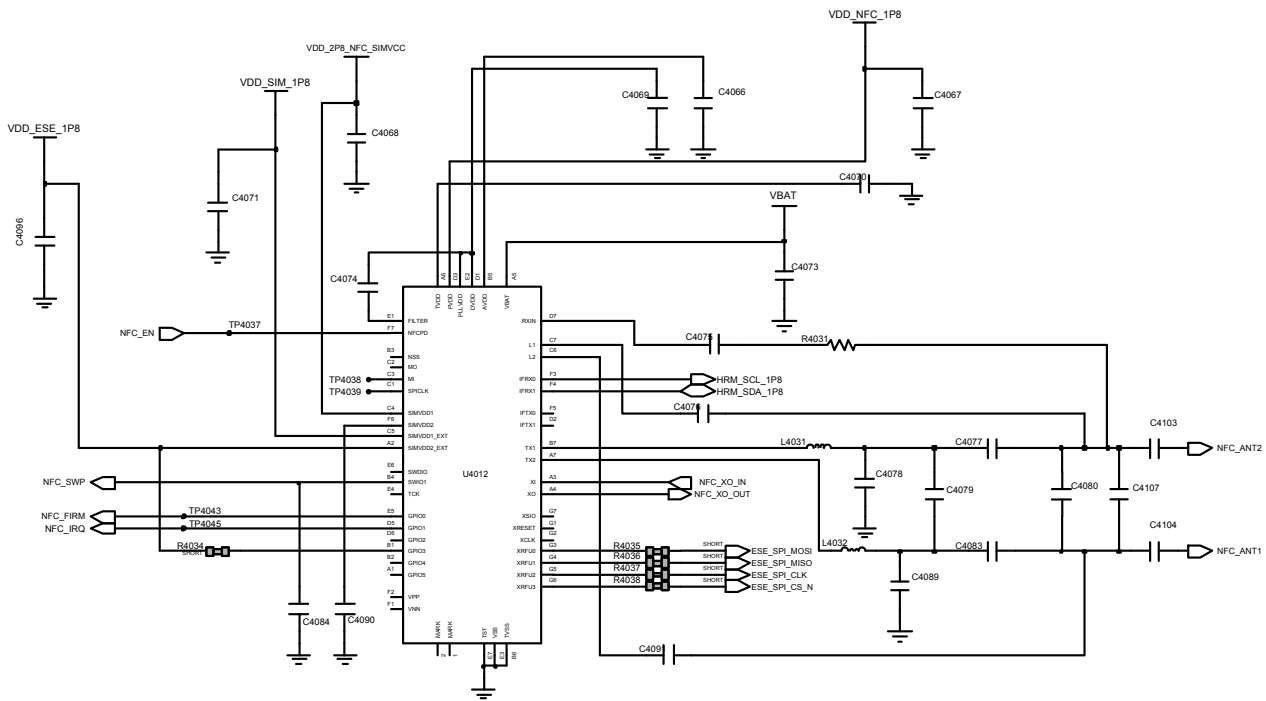 VDD_NFC_1P8
VDD_2P8_NFC_SIMVCC
VDD_SIM_1P8
C4069
C4066
C4067
VDD_ESE_1P8
C4068
C4070
C4071
VBAT
C4096
C4073
C4074
A6
D3
E2
D1
B5
A5
TVDD
PVDD
PLLVDD
DVDD
AVDD
VBAT
NFC_EN
TP4037
E1
FILTER
F7
NFCPD
B3
NSS
C2
MO
TP4038
C3
MI
TP4039
C1
SPICLK
C4
SIMVDD1
F6
SIMVDD2
C5
SIMVDD1_EXT
A2
SIMVDD2_EXT
E6
SWDIO
NFC_SWP
B4
SWIO1
E4
TCK
NFC_FIRM
TP4043
E5
GPIO0
NFC_IRQ
TP4045
D5
GPIO1
D6
GPIO2
R4034
SHORT
B1
GPIO3
B2
GPIO4
A1
GPIO5
F2
VPP
F1
VNN
C4084
C4090
U4012
RXIN
D7
C4075
R4031
L1
C7
L2
C6
IFRX0
F3
HRM_SCL_1P8
IFRX1
F4
HRM_SDA_1P8
C4076
IFTX0
F5
IFTX1
D2
TX1
B7
L4031
C4077
C4103
NFC_ANT2
TX2
A7
C4078
C4079
C4080
C4107
XI
A3
NFC_XO_IN
XO
A4
NFC_XO_OUT
XSIO
G7
XRESET
G1
XCLK
G2
L4032
C4083
C4104
NFC_ANT1
XRFU0
G3
R4035
SHORT
ESE_SPI_MOSI
XRFU1
G4
R4036
SHORT
ESE_SPI_MISO
XRFU2
G5
R4037
SHORT
ESE_SPI_CLK
XRFU3
G6
R4038
SHORT
ESE_SPI_CS_N
C4089
C4091
MARK
MARK
TST
VSS
TVSS
2
1
E7
E3
B6